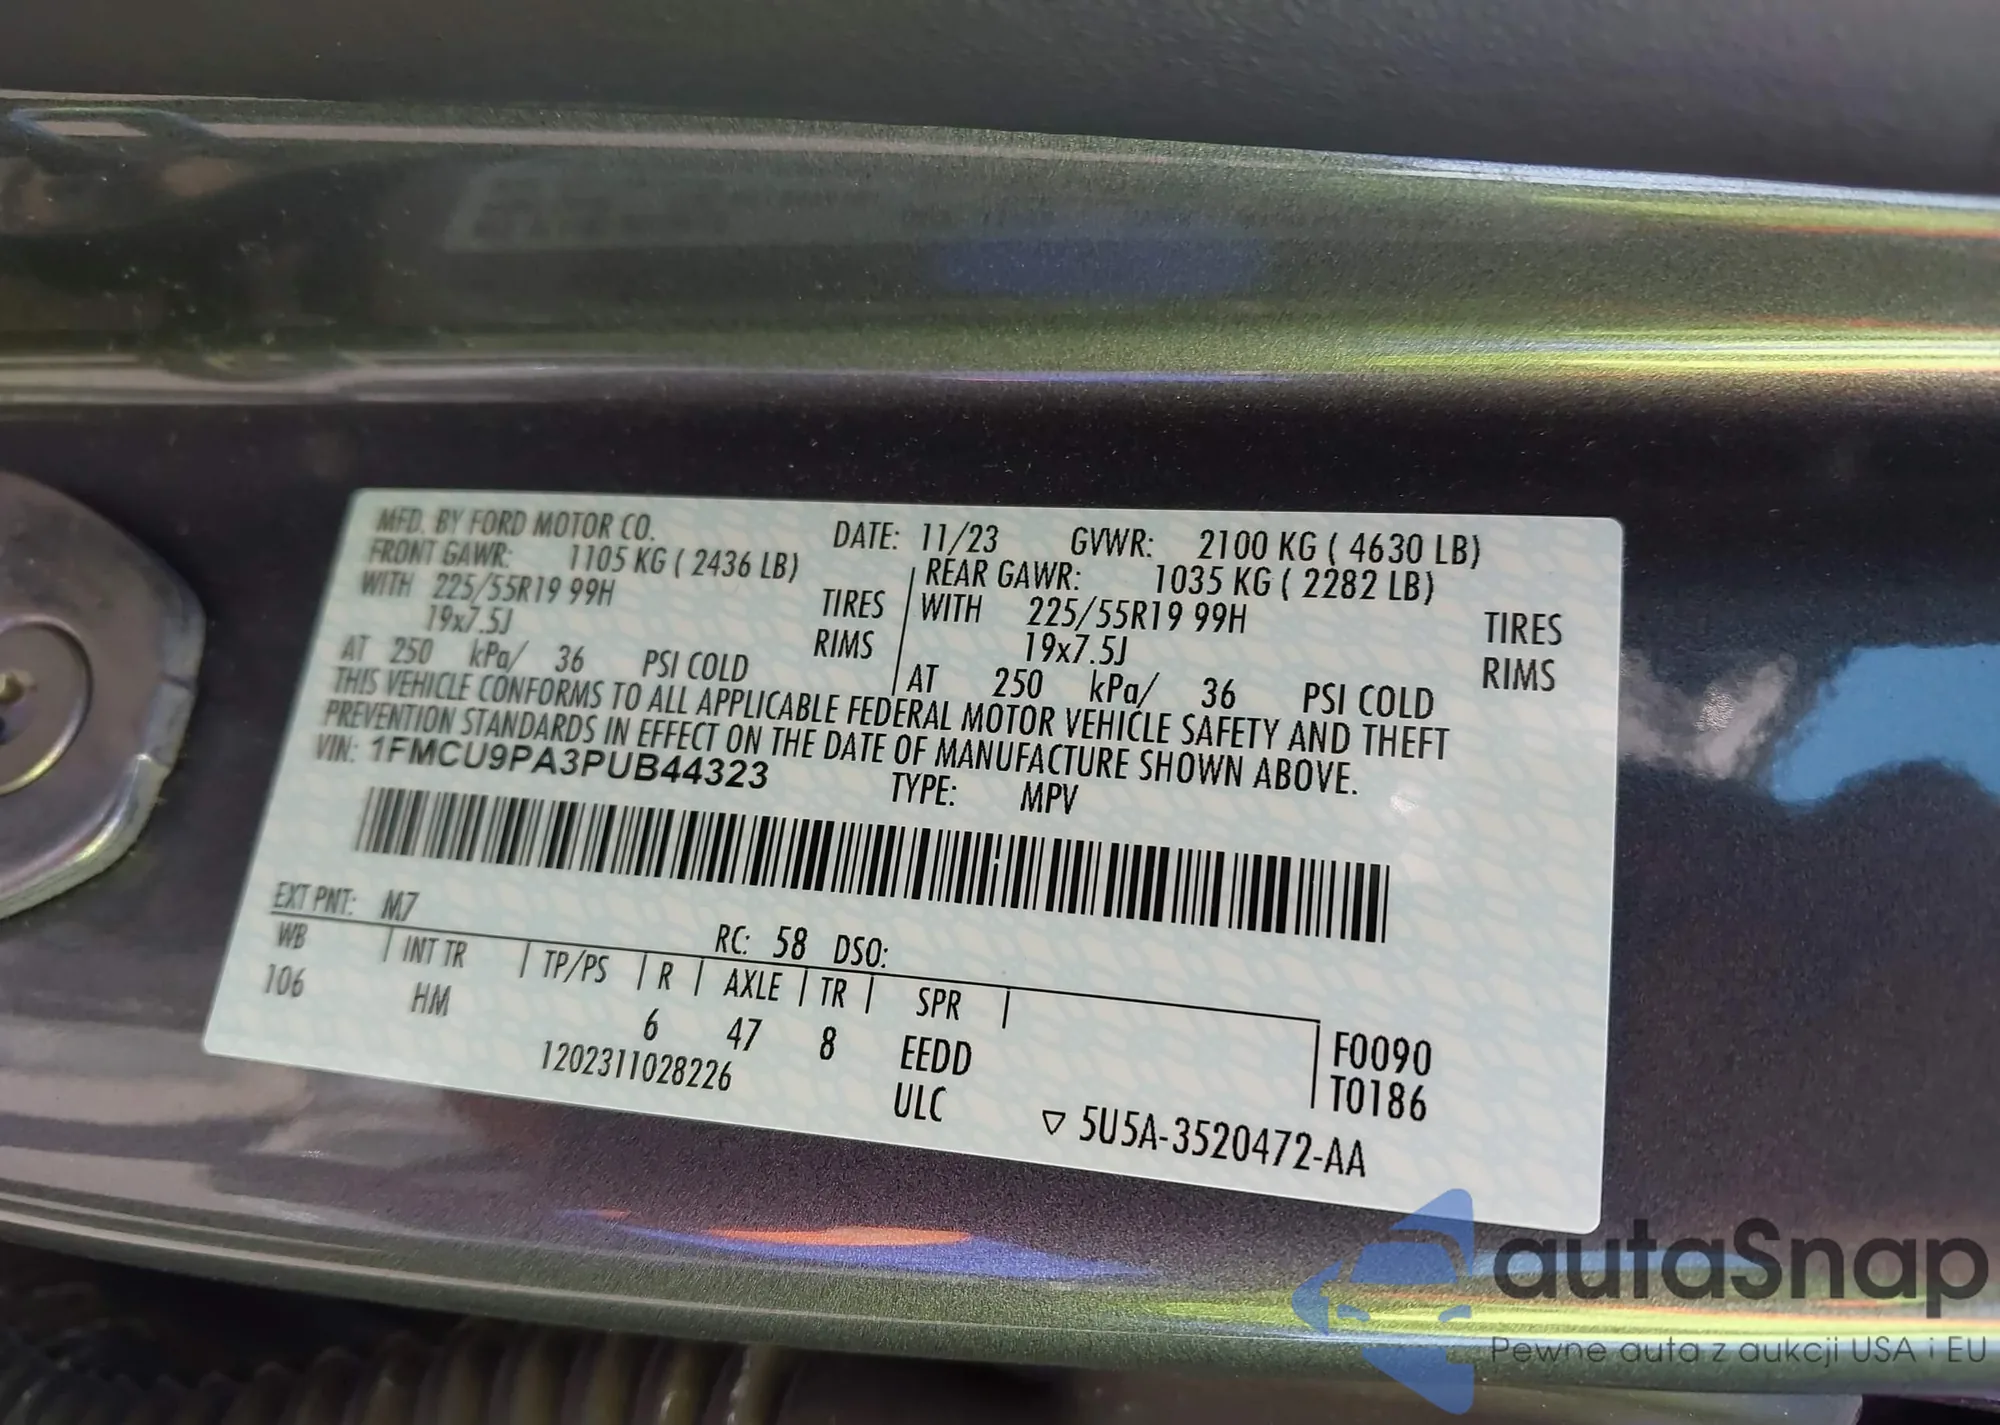 MFD. BY FORD MOTOR CO. DATE: 11/23 GVWR: 2100 KG ( 4630 LB)
FRONT GAWR: 1105 KG ( 2436 LB) REAR GAWR: 1035 KG ( 2282 LB)
WITH 225/55R19 99H TIRES WITH 225/55R19 99H TIRES
19x7.5J RIMS 19x7.5J RIMS
AT 250 kPa/ 36 PSI COLD AT 250 kPa/ 36 PSI COLD
THIS VEHICLE CONFORMS TO ALL APPLICABLE FEDERAL MOTOR VEHICLE SAFETY AND THEFT
PREVENTION STANDARDS IN EFFECT ON THE DATE OF MANUFACTURE SHOWN ABOVE.
VIN: 1FMCU9PA3PUB44323 TYPE: MPV
EXT PNT: M7 RC: 58 DSO:
WB INT TR TP/PS R AXLE TR SPR
106 HM 6 47 8 EEDD F0090
T0186
1202311028226 ULC
5U5A-3520472-AA
autaSnap
Pewne auta z aukcji USA i EU